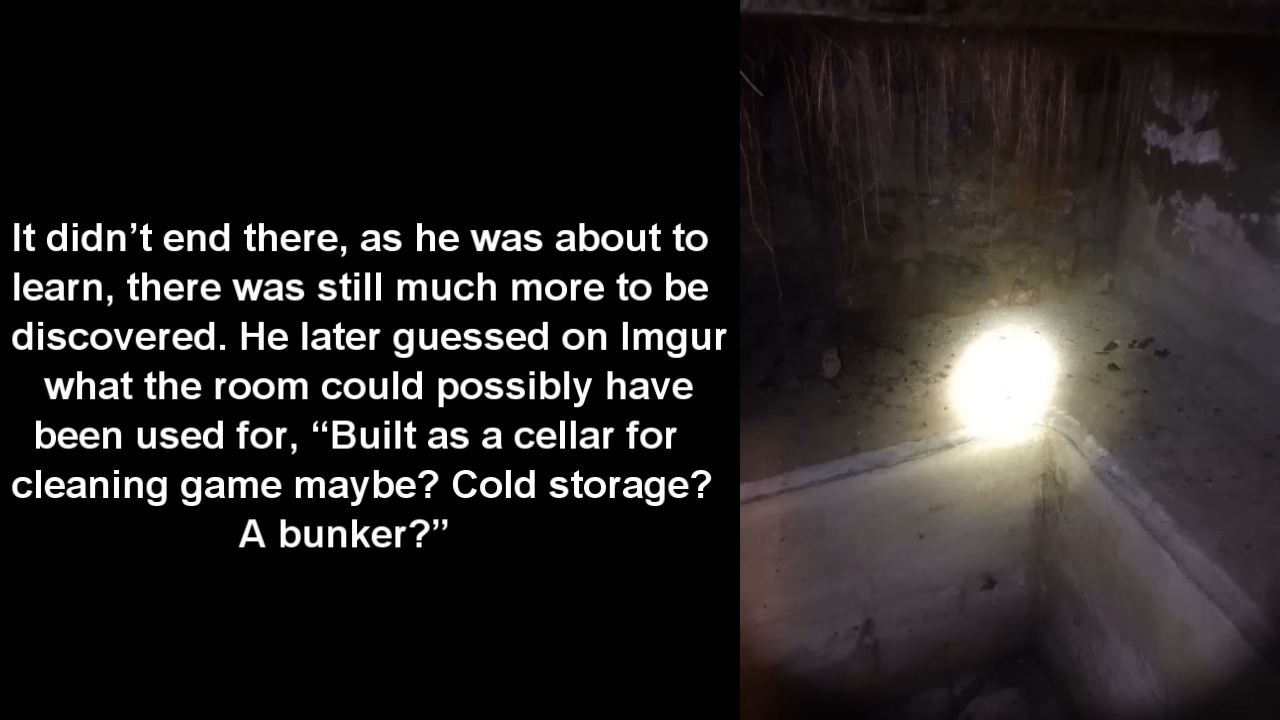 It didn’t end there, as he was about to
learn, there was still much more to be
discovered. He later guessed on Imgur
what the room could possibly have
been used for, “Built as a cellar for
cleaning game maybe? Cold storage?
A bunker?”